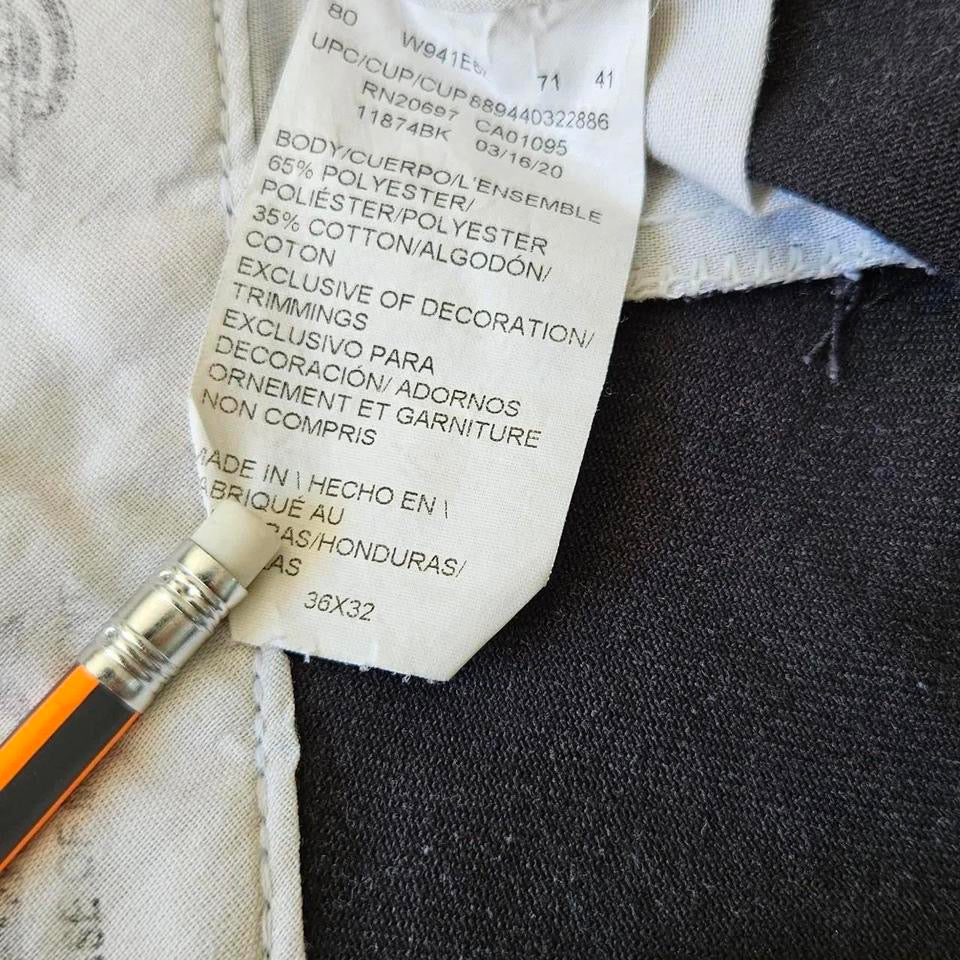 80 W941E 71 41
UPC/CUP/CUP 889440322886
RN20697 CA01095
11874BK 03/16/20
BODY/CUERPO/L'ENSEMBLE
65% POLYESTER/
POLIÉSTER/POLYESTER
35% COTTON/ALGODÓN/
COTON
EXCLUSIVE OF DECORATION/
TRIMMINGS
EXCLUSIVO PARA
DECORACIÓN/ ADORNOS
ORNEMENT ET GARNITURE
NON COMPRIS
MADE IN \ HECHO EN \
ABRIQUÉ AU
RAS/HONDURAS/
RAS
36X32